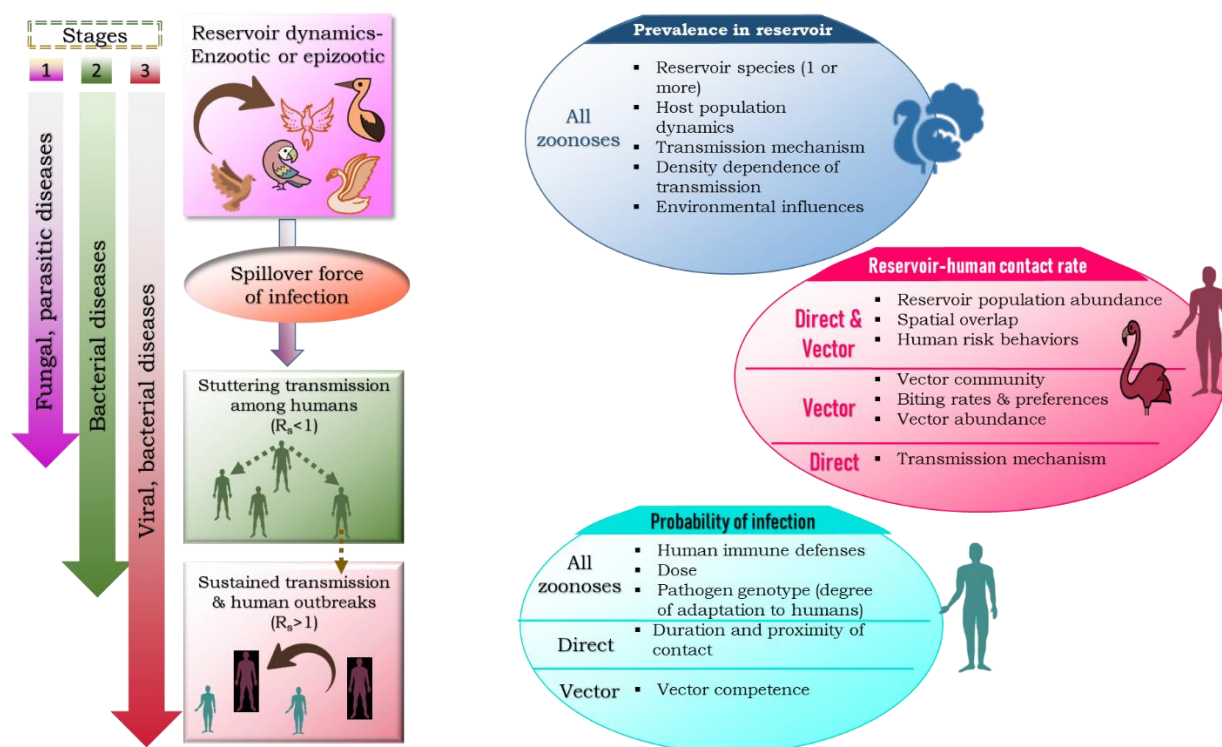 Stages
1
2
3
Fungal, parasitic diseases
Bacterial diseases
Viral, bacterial diseases
Reservoir dynamics-
Enzootic or epizootic
Spillover force
of infection
Stuttering transmission
among humans
(Rs<1)
Sustained transmission
& human outbreaks
(Rs>1)
Prevalence in reservoir
All
zoonoses
▪ Reservoir species (1 or
more)
▪ Host population
dynamics
▪ Transmission mechanism
▪ Density dependence of
transmission
▪ Environmental influences
Reservoir-human contact rate
Direct &
Vector
▪ Reservoir population abundance
▪ Spatial overlap
▪ Human risk behaviors
Vector
▪ Vector community
▪ Biting rates & preferences
▪ Vector abundance
Direct
▪ Transmission mechanism
Probability of infection
All
zoonoses
▪ Human immune defenses
▪ Dose
▪ Pathogen genotype (degree
of adaptation to humans)
Direct
▪ Duration and proximity of
contact
Vector
▪ Vector competence